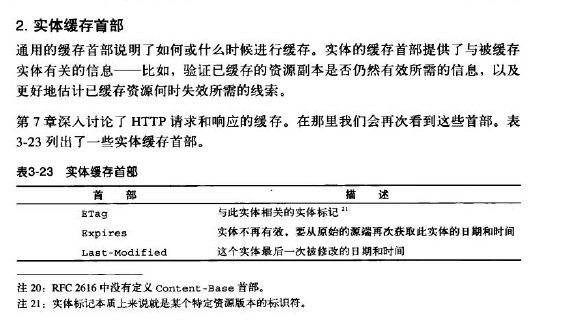 2. 实体缓存首部
通用的缓存首部说明了如何或什么时候进行缓存。实体的缓存首部提供了与被缓存
实体有关的信息——比如，验证已缓存的资源副本是否仍然有效所需的信息，以及
更好地估计已缓存资源何时失效所需的线索。
第 7 章深入讨论了 HTTP 请求和响应的缓存。在那里我们会再次看到这些首部。表
3-23 列出了一些实体缓存首部。
表3-23 实体缓存首部
首 部 描 述
ETag 与此实体相关的实体标记21
Expires 实体不再有效，要从原始的源端再次获取此实体的日期和时间
Last-Modified 这个实体最后一次被修改的日期和时间
注 20：RFC 2616 中没有定义 Content-Base 首部。
注 21：实体标记本质上来说就是某个特定资源版本的标识符。